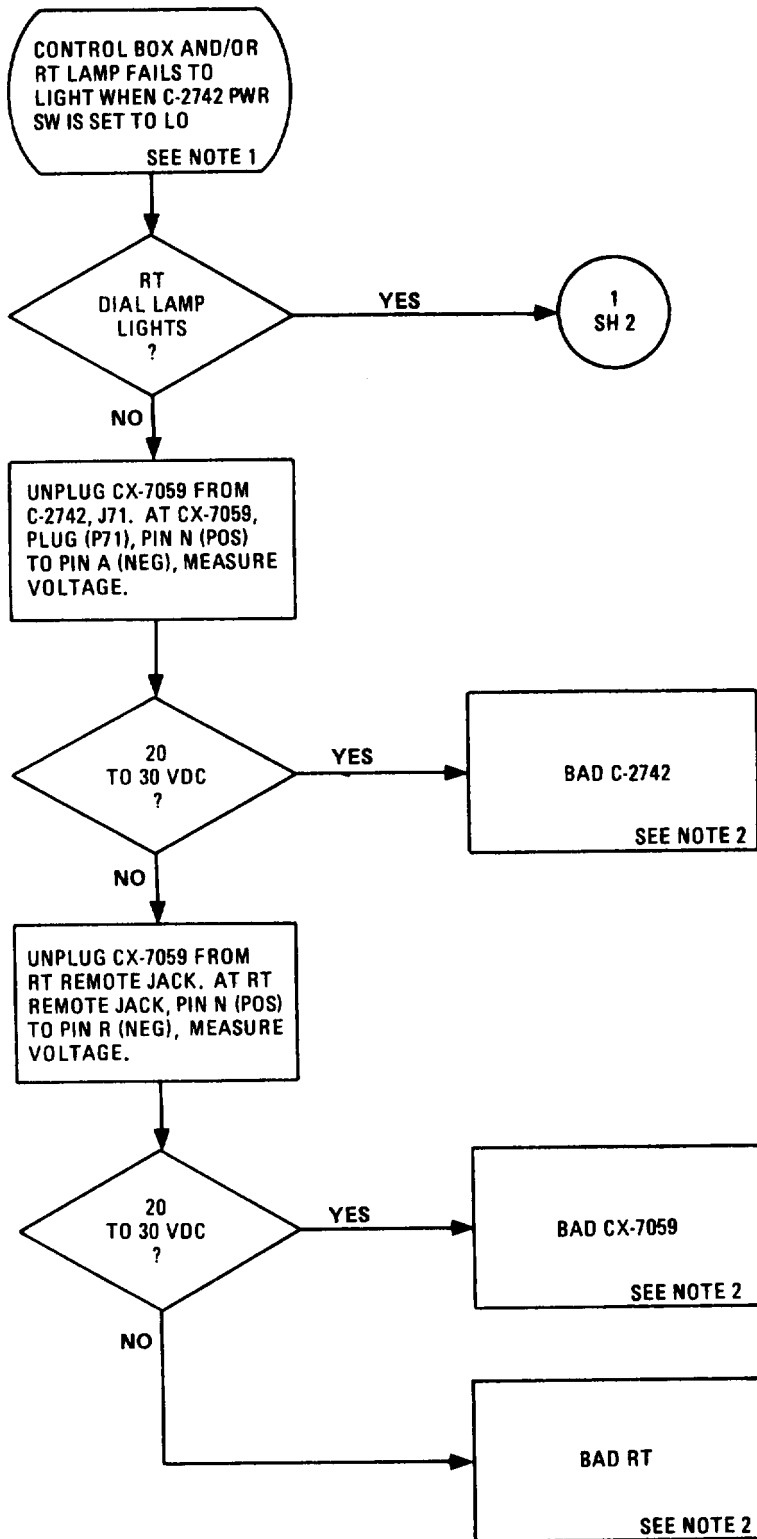 CONTROL BOX AND/OR
RT LAMP FAILS TO
LIGHT WHEN C-2742 PWR
SW IS SET TO LO
SEE NOTE 1
RT
DIAL LAMP
LIGHTS
?
YES
1
SH 2
NO
UNPLUG CX-7059 FROM
C-2742, J71. AT CX-7059,
PLUG (P71), PIN N (POS)
TO PIN A (NEG), MEASURE
VOLTAGE.
20
TO 30 VDC
?
YES
BAD C-2742
SEE NOTE 2
NO
UNPLUG CX-7059 FROM
RT REMOTE JACK. AT RT
REMOTE JACK, PIN N (POS)
TO PIN R (NEG), MEASURE
VOLTAGE.
20
TO 30 VDC
?
YES
BAD CX-7059
SEE NOTE 2
NO
BAD RT
SEE NOTE 2